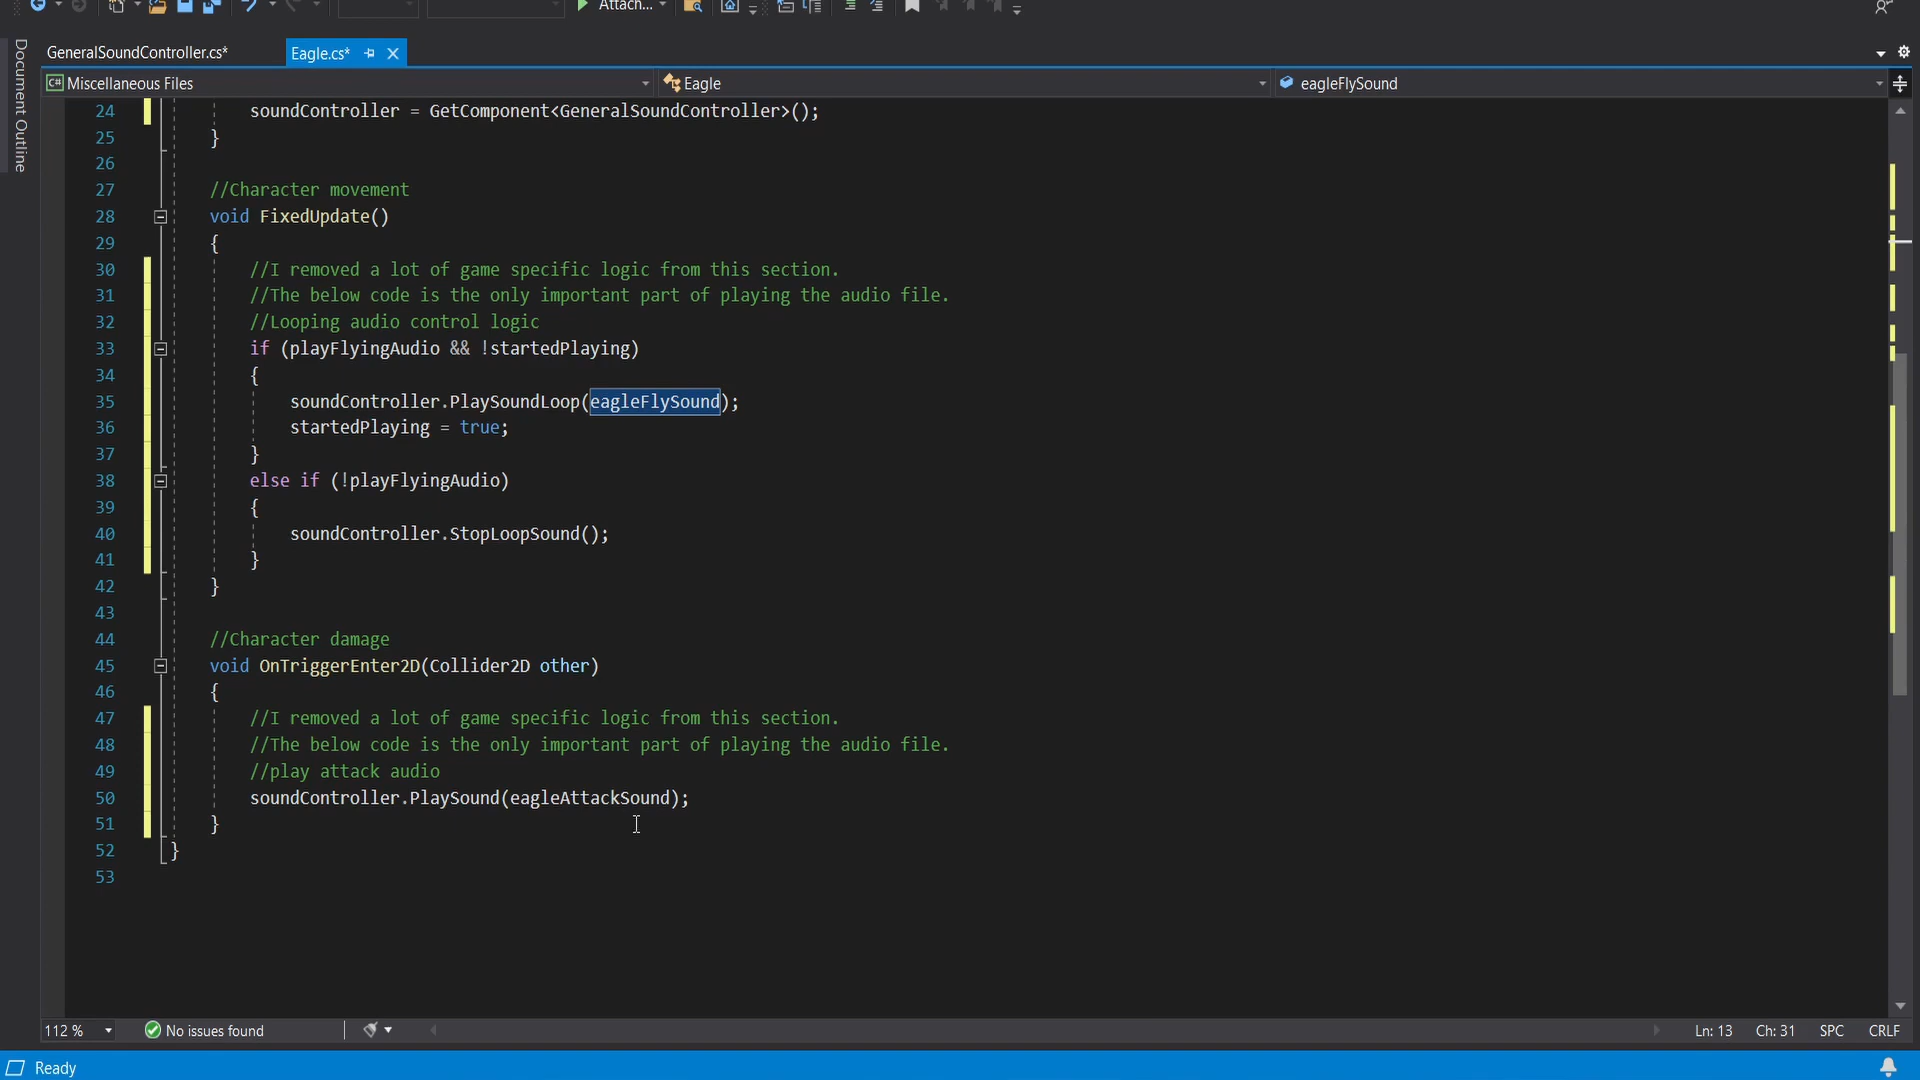 Attach...
Document Outline
GeneralSoundController.cs*
Eagle.cs*
C# Miscellaneous Files
Eagle
eagleFlySound
24 soundController = GetComponent<GeneralSoundController>();
25 }
26
27 //Character movement
28 void FixedUpdate()
29 {
30 //I removed a lot of game specific logic from this section.
31 //The below code is the only important part of playing the audio file.
32 //Looping audio control logic
33 if (playFlyingAudio && !startedPlaying)
34 {
35 soundController.PlaySoundLoop(eagleFlySound);
36 startedPlaying = true;
37 }
38 else if (!playFlyingAudio)
39 {
40 soundController.StopLoopSound();
41 }
42 }
43
44 //Character damage
45 void OnTriggerEnter2D(Collider2D other)
46 {
47 //I removed a lot of game specific logic from this section.
48 //The below code is the only important part of playing the audio file.
49 //play attack audio
50 soundController.PlaySound(eagleAttackSound);
51 }
52 }
53
112 % No issues found Ln: 13 Ch: 31 SPC CRLF
Ready